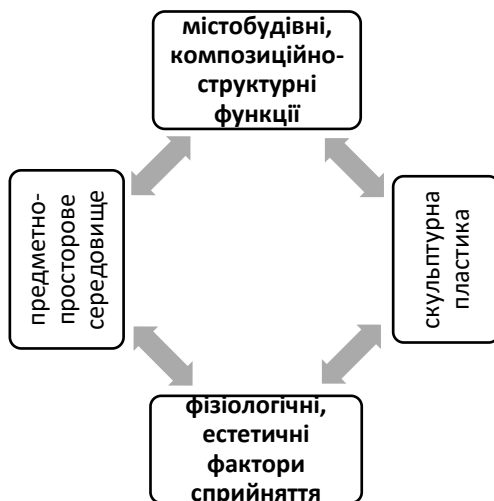 містобудівні,
композиційно-
структурні
функції
предметно-
просторове
середовище
скульптурна
пластика
фізіологічні,
естетичні
фактори
сприйняття